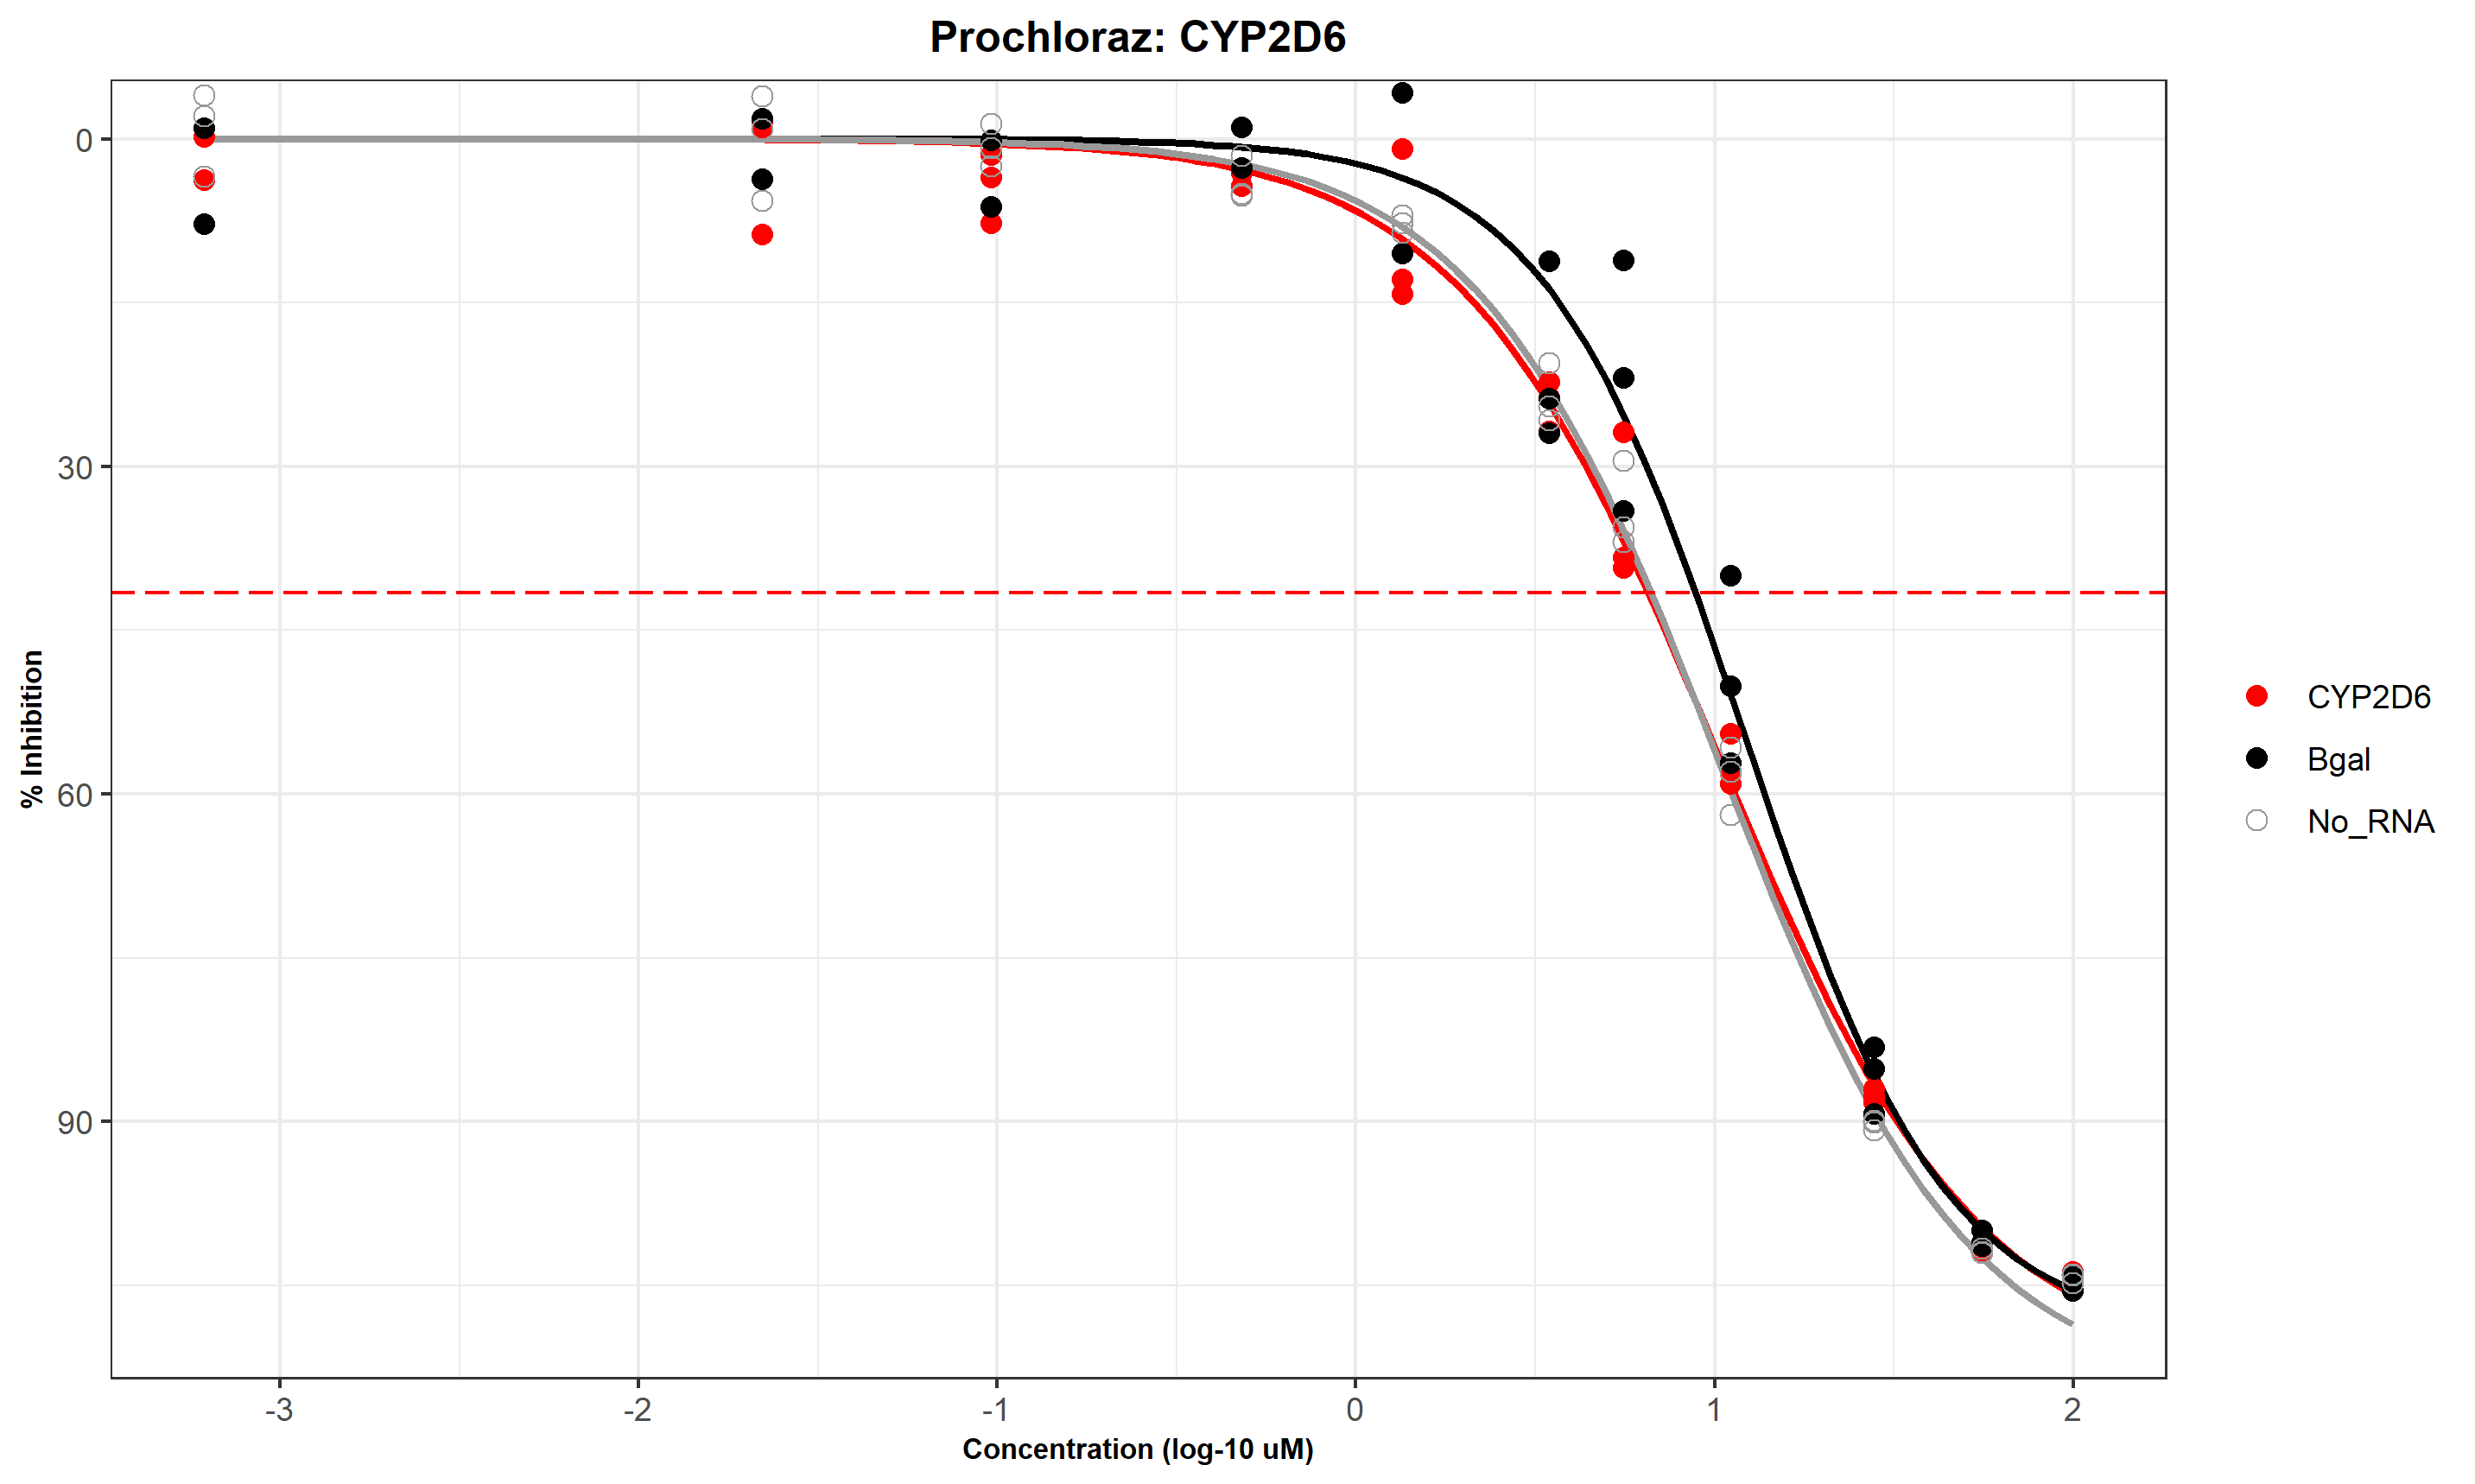 Prochloraz: CYP2D6
% Inhibition
0
30
60
90
-3
-2
-1
0
1
2
Concentration (log-10 uM)
CYP2D6
Bgal
No_RNA